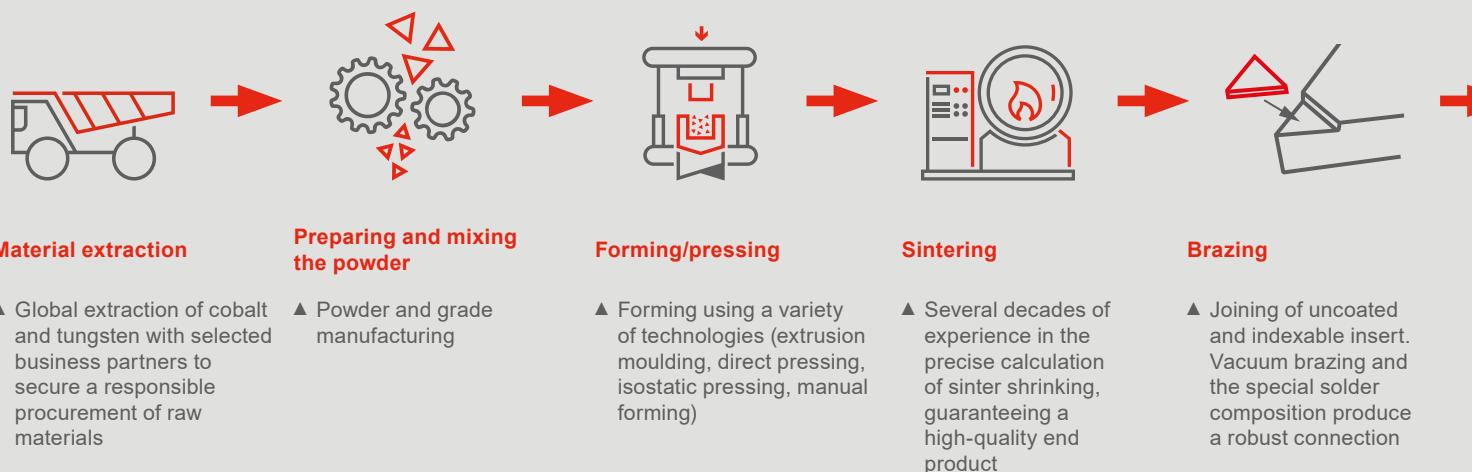 Material extraction
▲ Global extraction of cobalt
and tungsten with selected
business partners to
secure a responsible
procurement of raw
materials
Preparing and mixing
the powder
▲ Powder and grade
manufacturing
Forming/pressing
▲ Forming using a variety
of technologies (extrusion
moulding, direct pressing,
isostatic pressing, manual
forming)
Sintering
▲ Several decades of
experience in the
precise calculation
of sinter shrinking,
guaranteeing a
high-quality end
product
Brazing
▲ Joining of uncoated
and indexable insert.
Vacuum brazing and
the special solder
composition produce
a robust connection